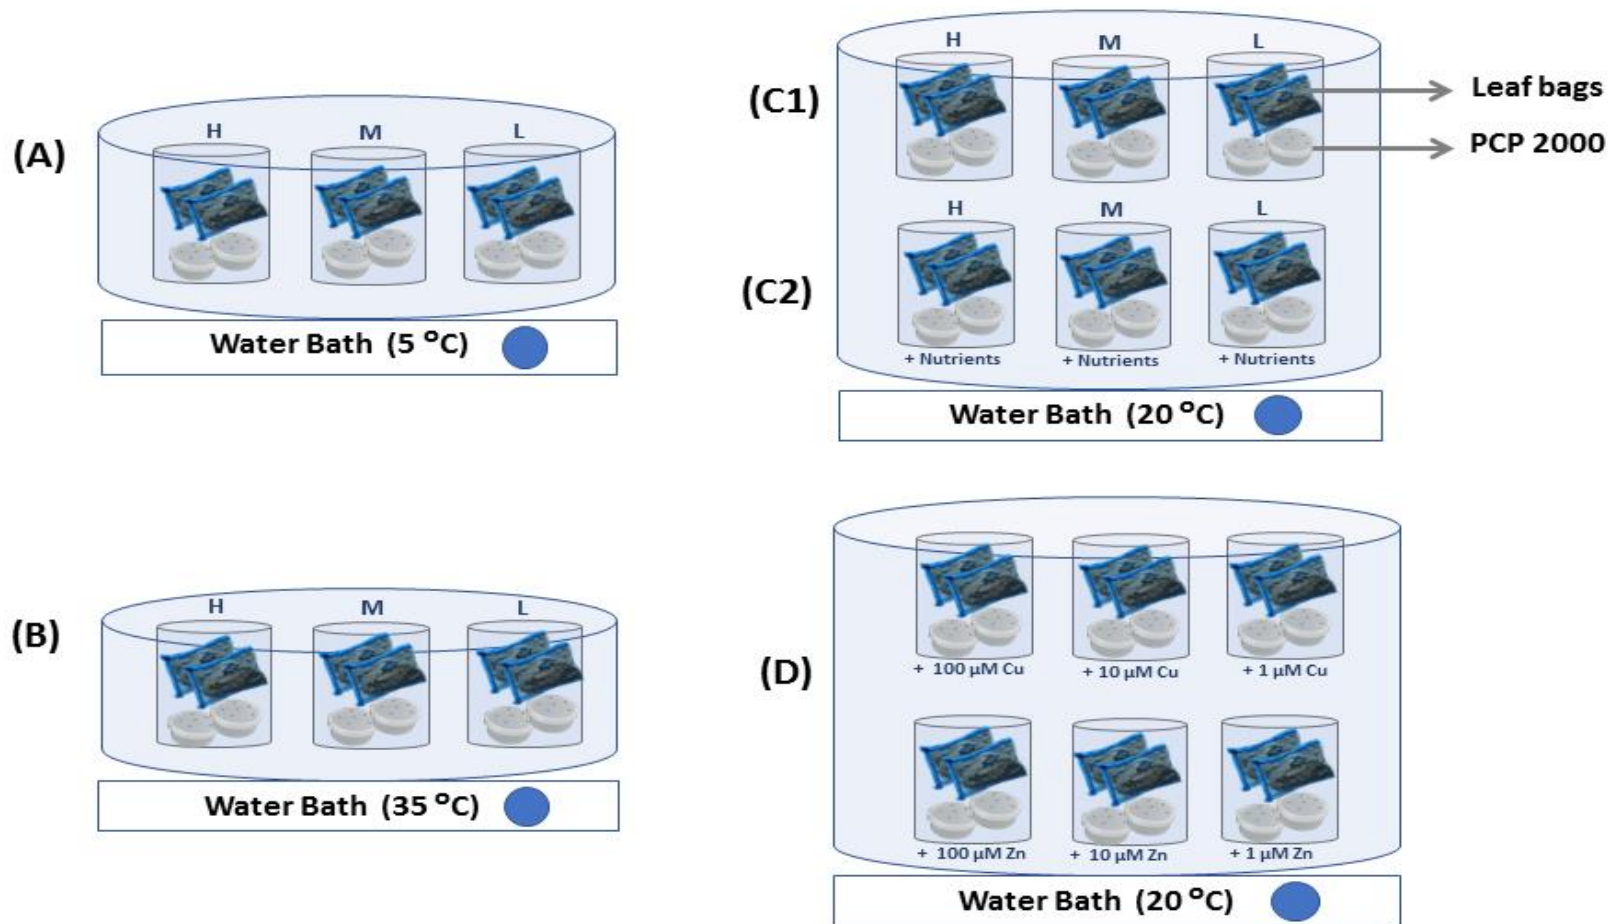 (A)
H M L
Water Bath (5 °C)
(B)
H M L
Water Bath (35 °C)
(C1)
H M L
Leaf bags
PCP 2000
(C2)
H M L
+ Nutrients + Nutrients + Nutrients
Water Bath (20 °C)
(D)
+ 100 µM Cu + 10 µM Cu + 1 µM Cu
+ 100 µM Zn + 10 µM Zn + 1 µM Zn
Water Bath (20 °C)